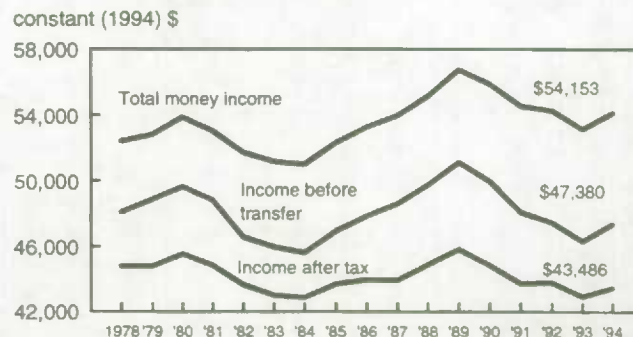 constant (1994) $
58,000
54,000
50,000
46,000
42,000
Total money income
$54,153
Income before
transfer
$47,380
Income after tax
$43,486
1978 '79 '80 '81 '82 '83 '84 '85 '86 '87 '88 '89 '90 '91 '92 '93 '94